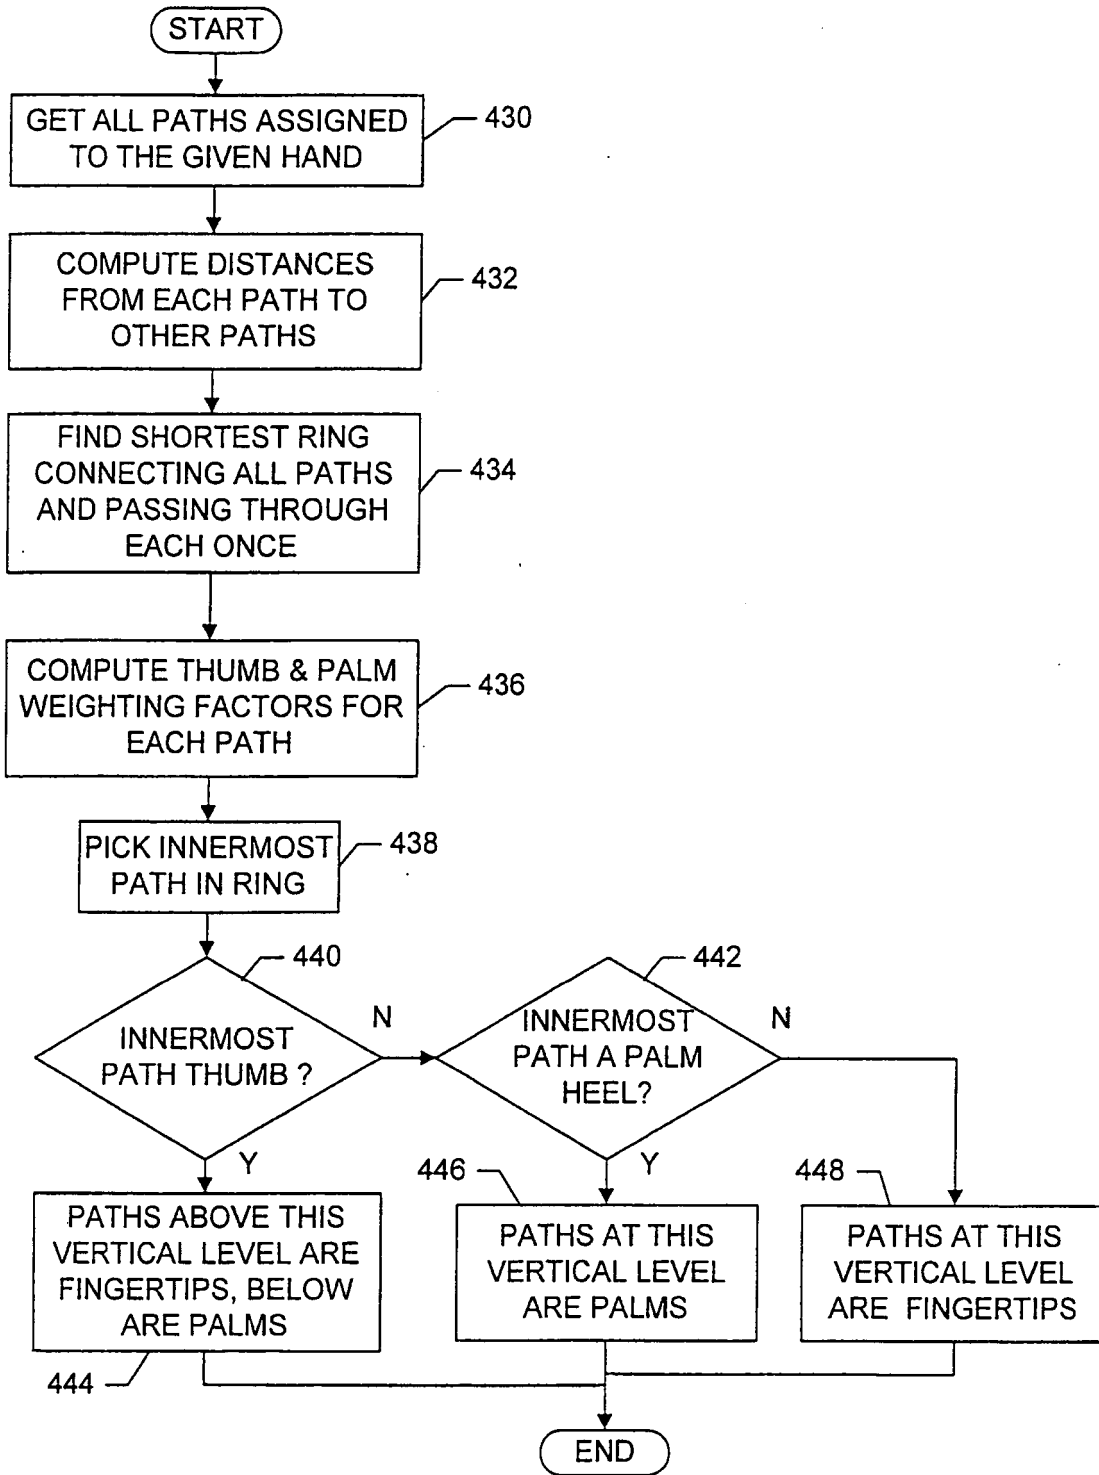 START
GET ALL PATHS ASSIGNED
TO THE GIVEN HAND
430
COMPUTE DISTANCES
FROM EACH PATH TO
OTHER PATHS
432
FIND SHORTEST RING
CONNECTING ALL PATHS
AND PASSING THROUGH
EACH ONCE
434
COMPUTE THUMB & PALM
WEIGHTING FACTORS FOR
EACH PATH
436
PICK INNERMOST
PATH IN RING
438
440
INNERMOST
PATH THUMB ?
N
Y
442
INNERMOST
PATH A PALM
HEEL?
N
Y
PATHS ABOVE THIS
VERTICAL LEVEL ARE
FINGERTIPS, BELOW
ARE PALMS
444
446
PATHS AT THIS
VERTICAL LEVEL
ARE PALMS
448
PATHS AT THIS
VERTICAL LEVEL
ARE FINGERTIPS
END